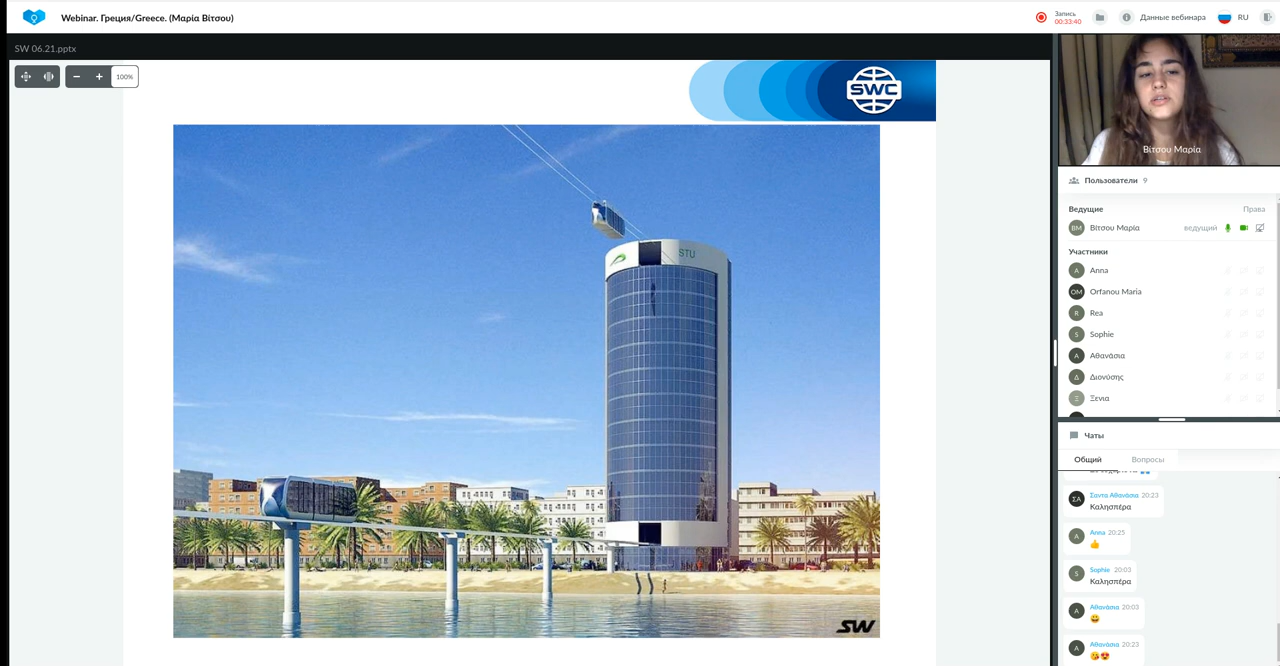 Webinar. Греция/Greece. (Μαρία Βίτσου)
Запись
00:33:40
Данные вебинара
RU
SW 06.21.pptx
100%
SWC
STU
SW
Βίτσου Μαρία
Пользователи 9
Ведущие Права
BM Βίτσου Μαρία ведущий
Участники
A Anna
OM Orfanou Maria
R Rea
S Sophie
Α Αθανάσια
Δ Διονύσης
Ξ Ξενια
Чаты
Общий Вопросы
ΣΑ Σαντα Αθανάσια 20:23
Καλησπέρα
A Anna 20:25
👍
S Sophie 20:03
Καλησπέρα
Α Αθανάσια 20:03
😃
Α Αθανάσια 20:23
😘😍